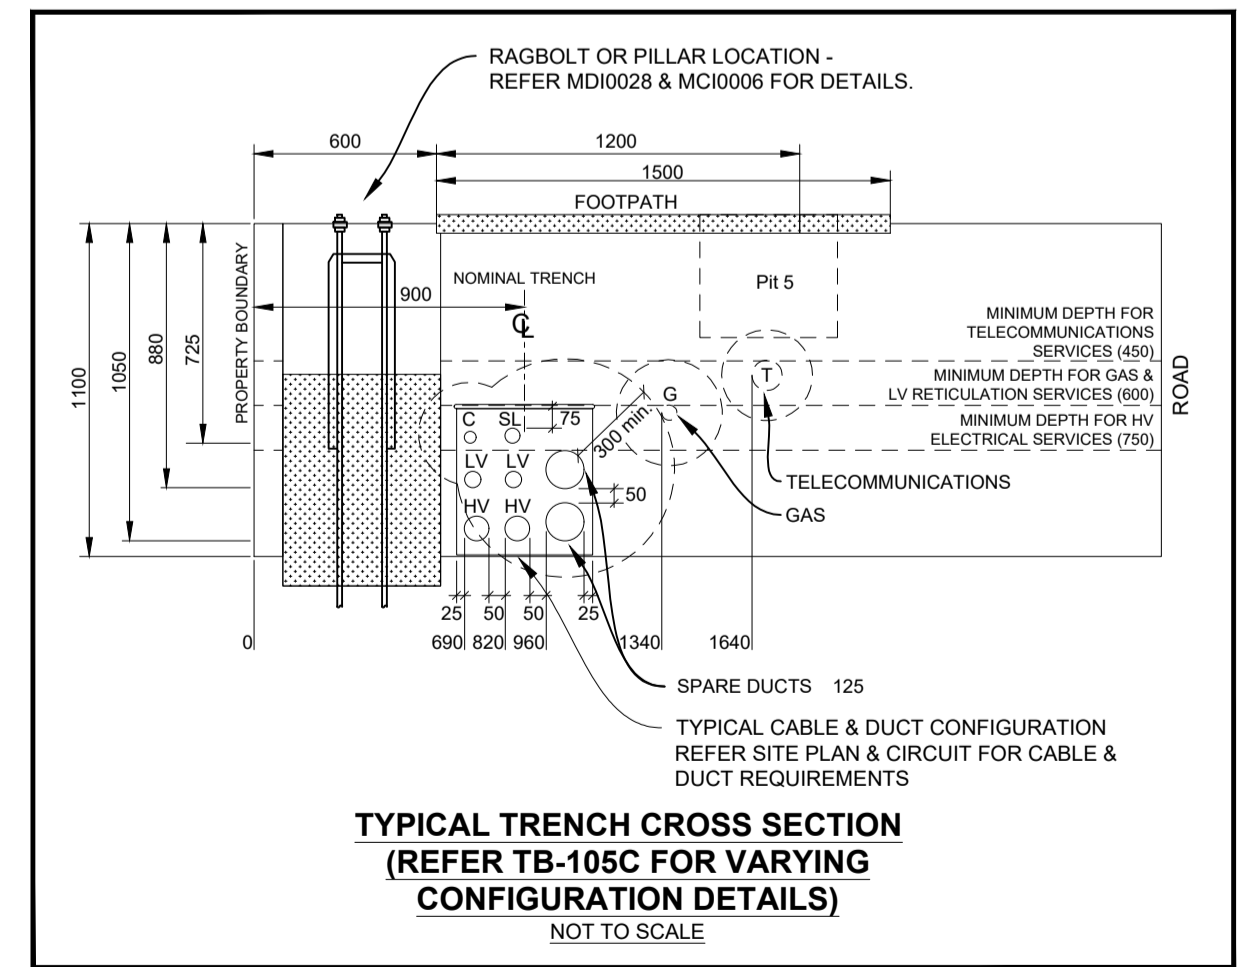 RAGBOLT OR PILLAR LOCATION -
REFER MDI0028 & MCI0006 FOR DETAILS.
600
1200
1500
FOOTPATH
PROPERTY BOUNDARY
NOMINAL TRENCH
900
℄
Pit 5
1100
1050
880
725
MINIMUM DEPTH FOR
TELECOMMUNICATIONS
SERVICES (450)
MINIMUM DEPTH FOR GAS &
LV RETICULATION SERVICES (600)
MINIMUM DEPTH FOR HV
ELECTRICAL SERVICES (750)
ROAD
T
G
C SL 75
300 min.
LV LV
50
HV HV
TELECOMMUNICATIONS
GAS
25 50 50 25
0 690 820 960 1340 1640
SPARE DUCTS 125
TYPICAL CABLE & DUCT CONFIGURATION
REFER SITE PLAN & CIRCUIT FOR CABLE &
DUCT REQUIREMENTS
TYPICAL TRENCH CROSS SECTION
(REFER TB-105C FOR VARYING
CONFIGURATION DETAILS)
NOT TO SCALE